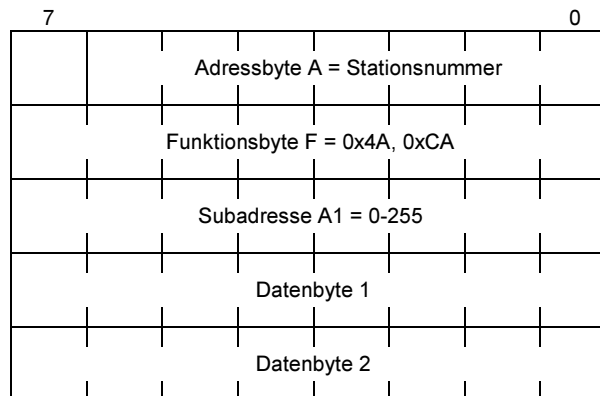 7 0
Adressbyte A = Stationsnummer
Funktionsbyte F = 0x4A, 0xCA
Subadresse A1 = 0-255
Datenbyte 1
Datenbyte 2